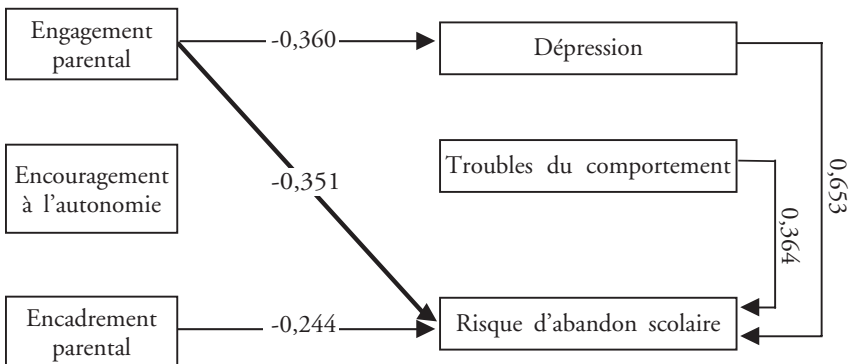 Engagement
parental
-0,360
Dépression
Encouragement
à l'autonomie
-0,351
Troubles du comportement
0,364
0,653
Encadrement
parental
-0,244
Risque d'abandon scolaire